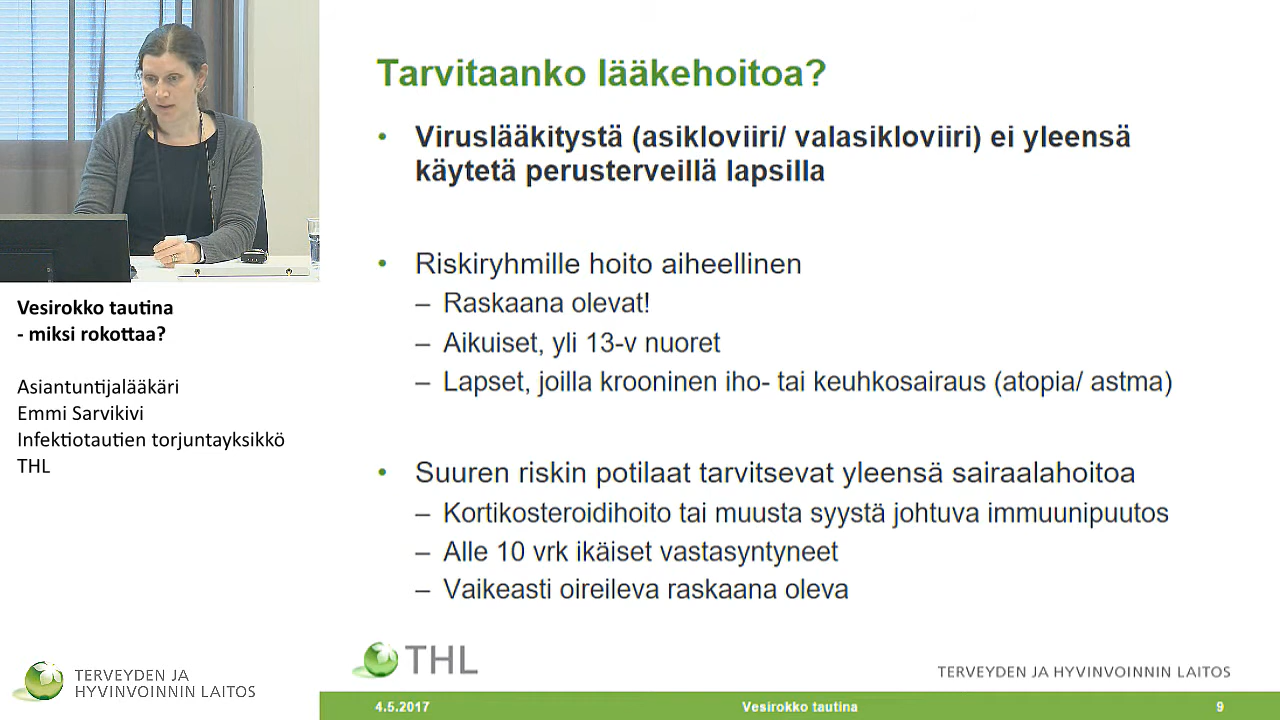 Tarvitaanko lääkehoitoa?
• Viruslääkitystä (asikloviiri/ valasikloviiri) ei yleensä
käytetä perusterveillä lapsilla
• Riskiryhmille hoito aiheellinen
– Raskaana olevat!
– Aikuiset, yli 13-v nuoret
– Lapset, joilla krooninen iho- tai keuhkosairaus (atopia/ astma)
• Suuren riskin potilaat tarvitsevat yleensä sairaalahoitoa
– Kortikosteroidihoito tai muusta syystä johtuva immuunipuutos
– Alle 10 vrk ikäiset vastasyntyneet
– Vaikeasti oireileva raskaana oleva
Vesirokko tautina
- miksi rokottaa?
Asiantuntijalääkäri
Emmi Sarvikivi
Infektiotautien torjuntayksikkö
THL
TERVEYDEN JA
HYVINVOINNIN LAITOS
THL
TERVEYDEN JA HYVINVOINNIN LAITOS
4.5.2017
Vesirokko tautina
9